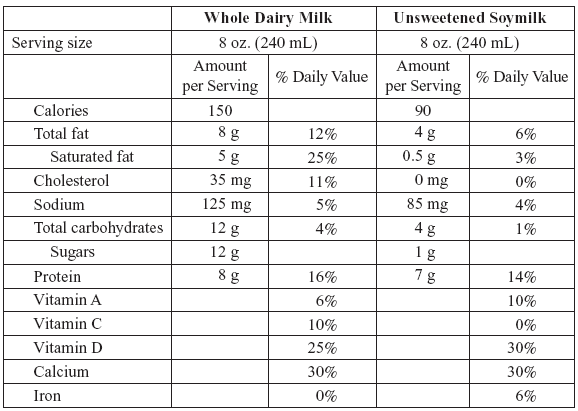 Whole Dairy Milk Unsweetened Soymilk
Serving size 8 oz. (240 mL) 8 oz. (240 mL)
Amount per Serving % Daily Value Amount per Serving % Daily Value
Calories 150 90
Total fat 8 g 12% 4 g 6%
Saturated fat 5 g 25% 0.5 g 3%
Cholesterol 35 mg 11% 0 mg 0%
Sodium 125 mg 5% 85 mg 4%
Total carbohydrates 12 g 4% 4 g 1%
Sugars 12 g 1 g
Protein 8 g 16% 7 g 14%
Vitamin A 6% 10%
Vitamin C 10% 0%
Vitamin D 25% 30%
Calcium 30% 30%
Iron 0% 6%